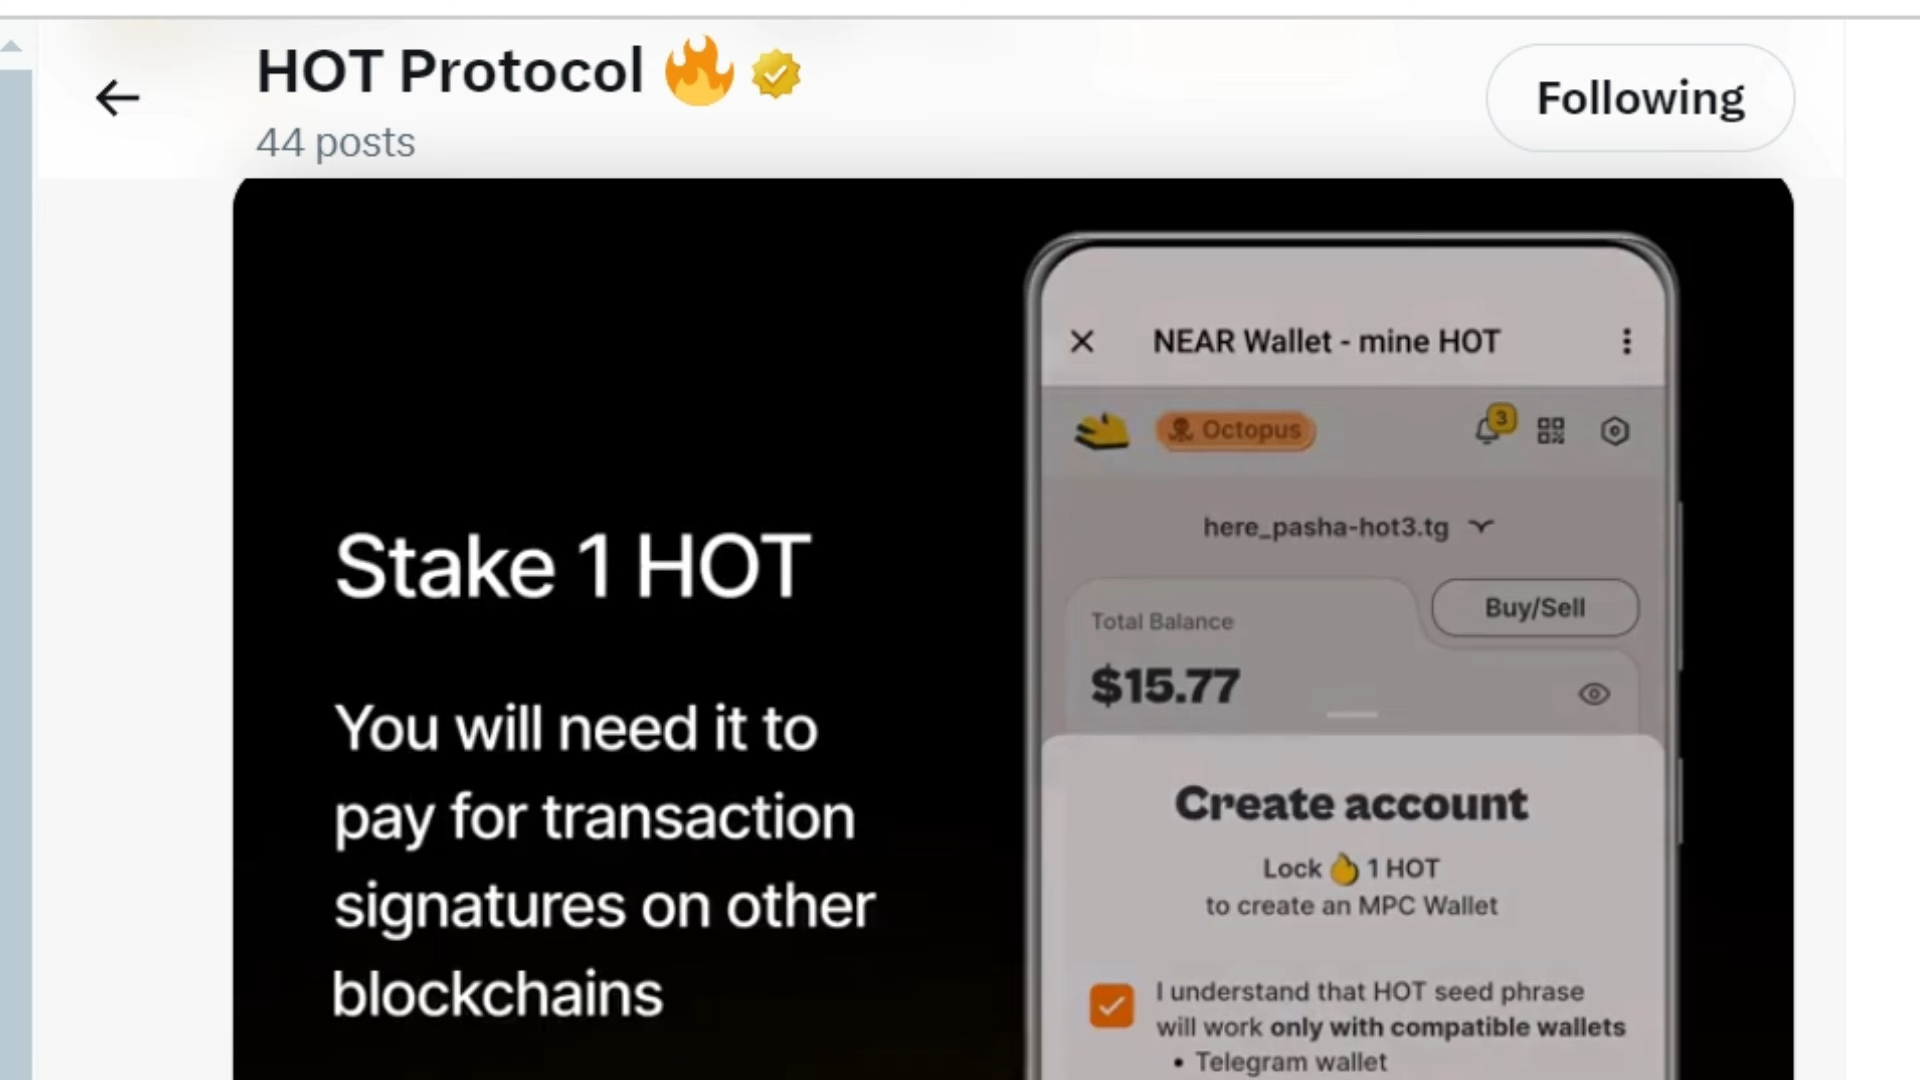 HOT Protocol 🔥
44 posts
Following
Stake 1 HOT
You will need it to
pay for transaction
signatures on other
blockchains
NEAR Wallet - mine HOT
Octopus
3
here_pasha-hot3.tg
Buy/Sell
Total Balance
$15.77
Create account
Lock 1 HOT
to create an MPC Wallet
I understand that HOT seed phrase
will work only with compatible wallets
• Telegram wallet